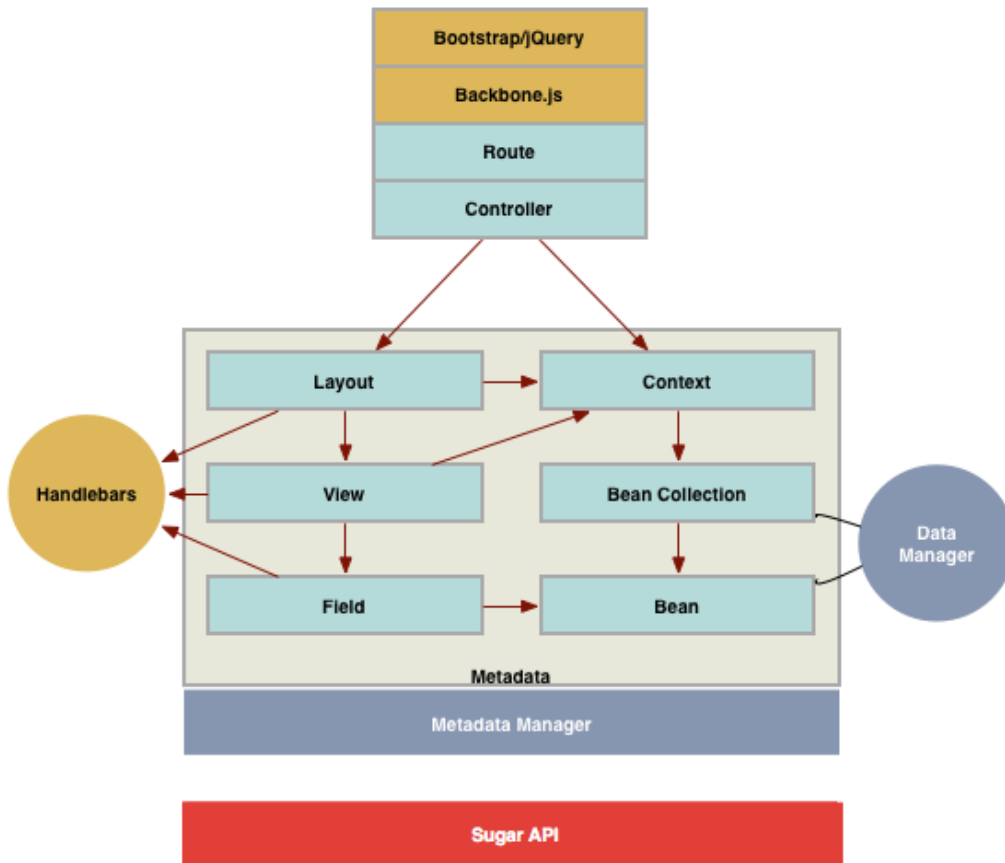 Bootstrap/jQuery
Backbone.js
Route
Controller
Layout
Context
Handlebars
View
Bean Collection
Data
Manager
Field
Bean
Metadata
Metadata Manager
Sugar API